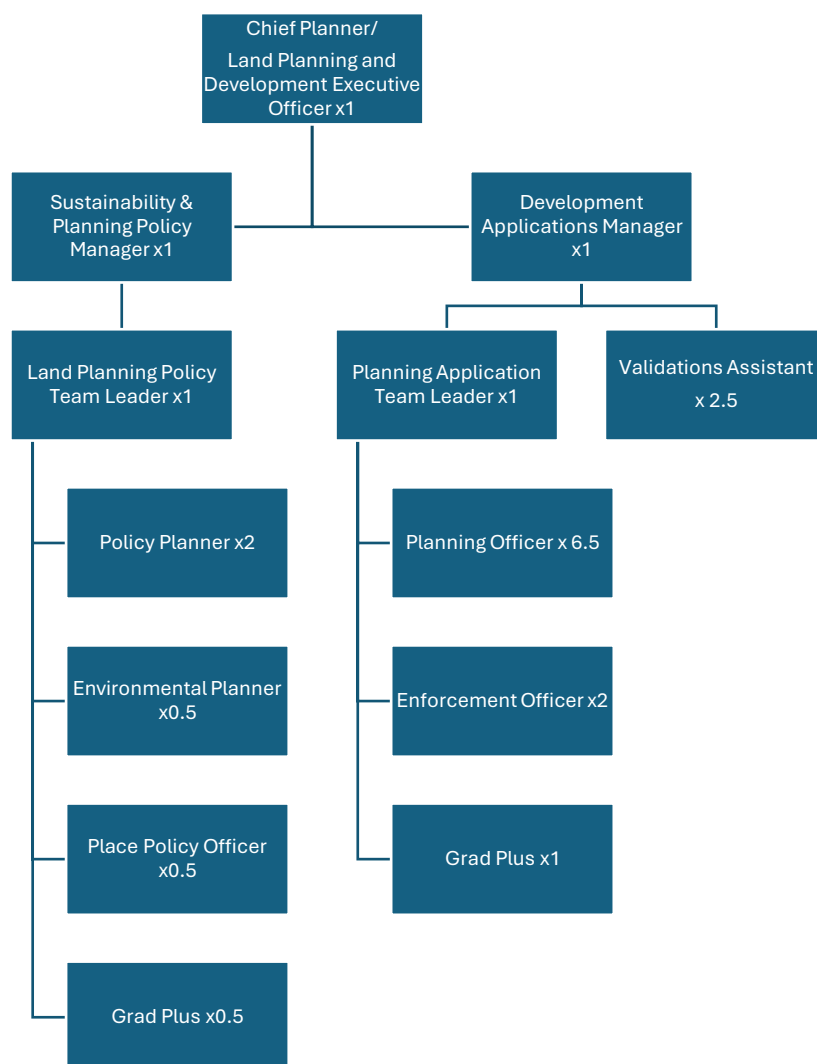 Chief Planner/
Land Planning and
Development Executive
Officer x1
Sustainability &
Planning Policy
Manager x1
Development
Applications Manager
x1
Land Planning Policy
Team Leader x1
Planning Application
Team Leader x1
Validations Assistant
x 2.5
Policy Planner x2
Planning Officer x 6.5
Environmental Planner
x0.5
Enforcement Officer x2
Place Policy Officer
x0.5
Grad Plus x1
Grad Plus x0.5